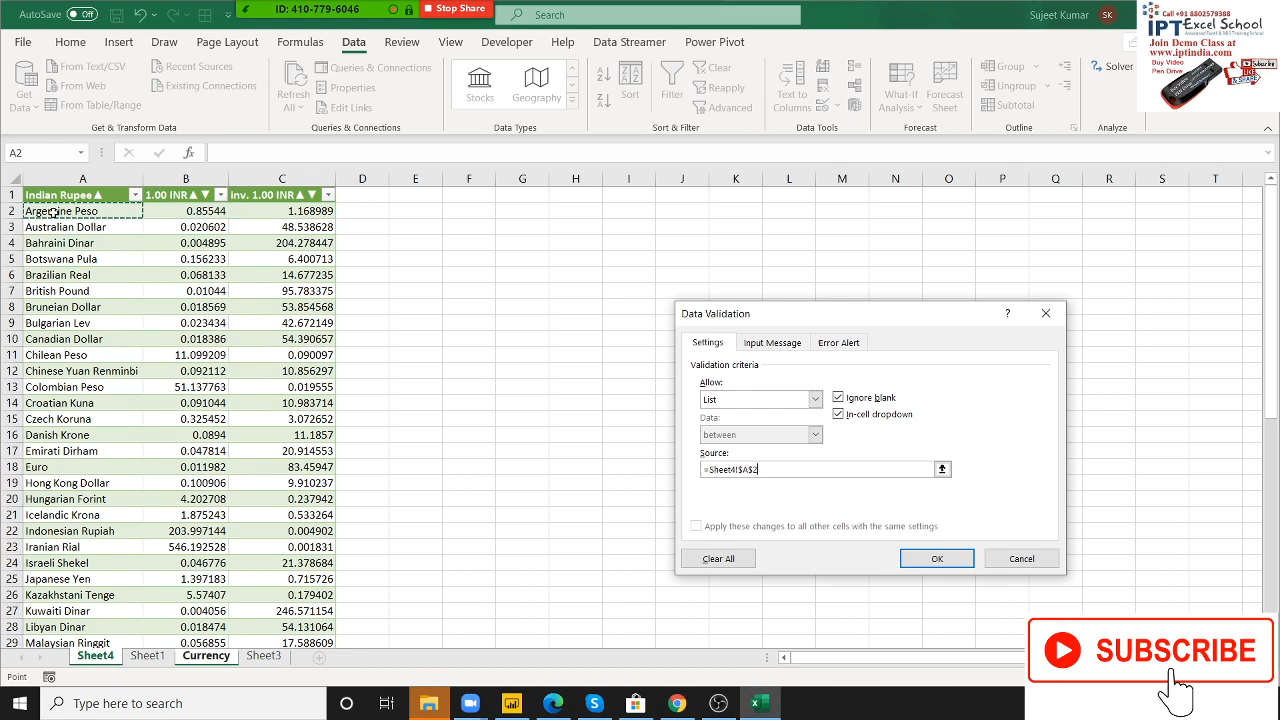 AutoSave Off
ID: 410-779-6046
Stop Share
Search
Sujeet Kumar
SK
Call +91 8802579388
IPT Excel School
Advanced Excel & MIS Training School
Join Demo Class at
www.iptindia.com
Buy Video
Pen Drive
Subscribe
File Home Insert Draw Page Layout Formulas Data Review View Developer Help Data Streamer Power Pivot
Get Data
From Text/CSV
From Web
From Table/Range
Recent Sources
Existing Connections
Get & Transform Data
Refresh All
Queries & Connections
Properties
Edit Links
Queries & Connections
Stocks
Geography
Data Types
Sort
Filter
Clear
Reapply
Advanced
Sort & Filter
Text to Columns
Data Tools
What-If Analysis
Forecast Sheet
Forecast
Group
Ungroup
Subtotal
Outline
Solver
Analyze
A2
fx
A B C D E F G H I J K L M N O P Q R S T
1 Indian Rupee▲ 1.00 INR▲▼ inv. 1.00 INR▲▼
2 Argentine Peso 0.85544 1.168989
3 Australian Dollar 0.020602 48.538628
4 Bahraini Dinar 0.004895 204.278447
5 Botswana Pula 0.156233 6.400713
6 Brazilian Real 0.068133 14.677235
7 British Pound 0.01044 95.783375
8 Bruneian Dollar 0.018569 53.854568
9 Bulgarian Lev 0.023434 42.672149
10 Canadian Dollar 0.018386 54.390657
11 Chilean Peso 11.099209 0.090097
12 Chinese Yuan Renminbi 0.092112 10.856297
13 Colombian Peso 51.137763 0.019555
14 Croatian Kuna 0.091044 10.983714
15 Czech Koruna 0.325452 3.072652
16 Danish Krone 0.0894 11.1857
17 Emirati Dirham 0.047814 20.914553
18 Euro 0.011982 83.45947
19 Hong Kong Dollar 0.100906 9.910237
20 Hungarian Forint 4.202708 0.237942
21 Icelandic Krona 1.875243 0.533264
22 Indonesian Rupiah 203.997144 0.004902
23 Iranian Rial 546.192528 0.001831
24 Israeli Shekel 0.046776 21.378684
25 Japanese Yen 1.397183 0.715726
26 Kazakhstani Tenge 5.57407 0.179402
27 Kuwaiti Dinar 0.004056 246.571154
28 Libyan Dinar 0.018474 54.131064
29 Malaysian Ringgit 0.056855 17.588609
Data Validation ?
Settings Input Message Error Alert
Validation criteria
Allow:
List
Ignore blank
In-cell dropdown
Data:
between
Source:
=Sheet4!$A$2
Apply these changes to all other cells with the same settings
Clear All OK Cancel
SUBSCRIBE
Sheet4 Sheet1 Currency Sheet3
Point
Type here to search